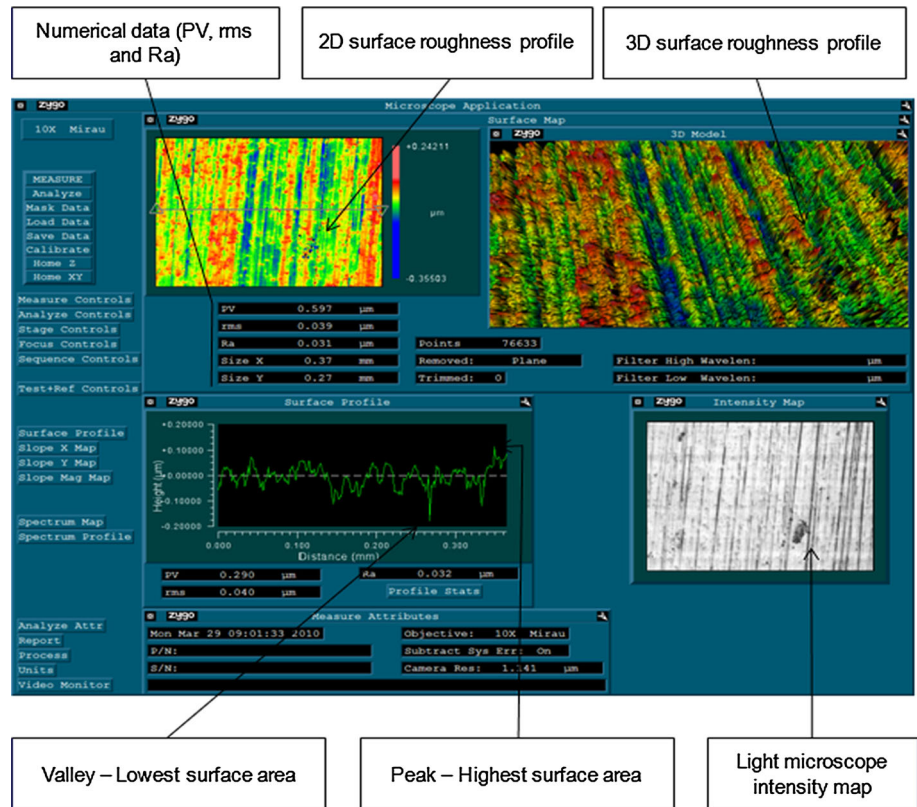 Numerical data (PV, rms
and Ra)
2D surface roughness profile
3D surface roughness profile
zygo Microscope Application
10X Mirau
zygo Surface Map
zygo 3D Model
+0.24211
µm
-0.35503
MEASURE
Analyze
Mask Data
Load Data
Save Data
Calibrate
Home Z
Home XY
Measure Controls
Analyze Controls
Stage Controls
Focus Controls
Sequence Controls
Test+Ref Controls
Surface Profile
Slope X Map
Slope Y Map
Slope Mag Map
Spectrum Map
Spectrum Profile
Analyze Attr
Report
Process
Units
Video Monitor
PV 0.597 µm
rms 0.039 µm
Ra 0.031 µm
Size X 0.37 mm
Size Y 0.27 mm
Points 76633
Removed: Plane
Trimmed: 0
Filter High Wavelen: µm
Filter Low Wavelen: µm
zygo Surface Profile
+0.20000
+0.10000
+0.00000
-0.10000
-0.20000
Height (µm)
0.000 0.100 0.200 0.300
Distance (mm)
PV 0.290 µm
rms 0.040 µm
Ra 0.032 µm
Profile Stats
zygo Intensity Map
zygo Measure Attributes
Mon Mar 29 09:01:33 2010
P/N:
S/N:
Objective: 10X Mirau
Subtract Sys Err: On
Camera Res: µm
Valley – Lowest surface area
Peak – Highest surface area
Light microscope
intensity map